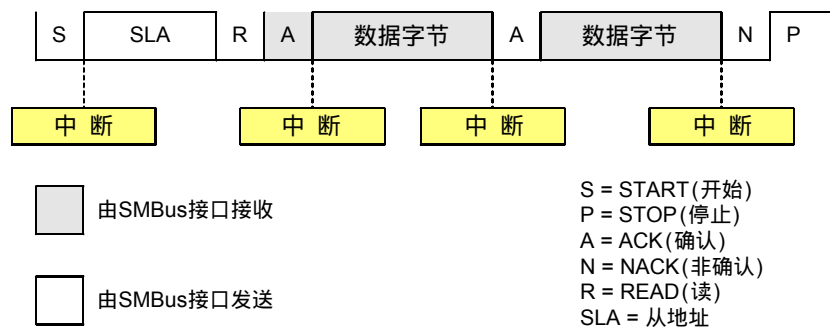 S SLA R A 数据字节 A 数据字节 N P
中 断 中 断 中 断 中 断
由SMBus接口接收
由SMBus接口发送
S = START(开始)
P = STOP(停止)
A = ACK(确认)
N = NACK(非确认)
R = READ(读)
SLA = 从地址